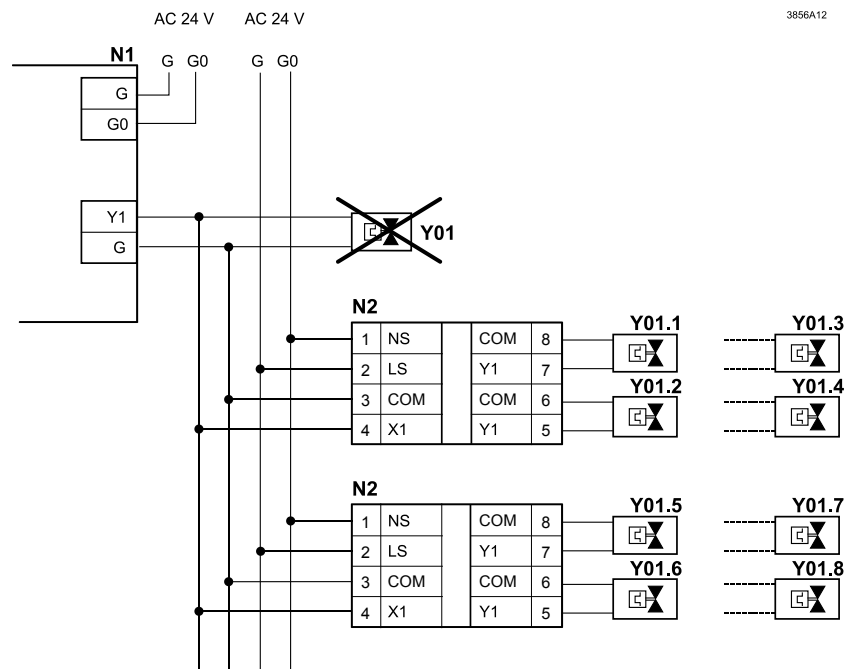 AC 24 V AC 24 V 3856A12
N1 G G0 G G0
G
G0
Y1
G Y01
N2
1 NS COM 8 Y01.1 Y01.3
2 LS Y1 7
3 COM COM 6 Y01.2 Y01.4
4 X1 Y1 5
N2
1 NS COM 8 Y01.5 Y01.7
2 LS Y1 7
3 COM COM 6 Y01.6 Y01.8
4 X1 Y1 5